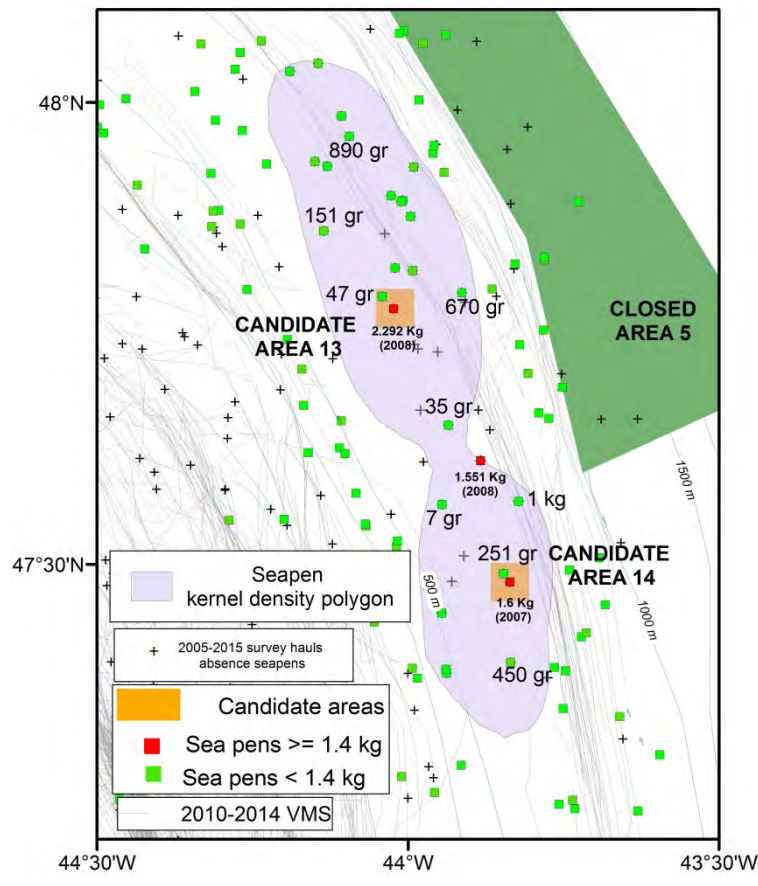 48°N
890 gr
151 gr
47 gr
670 gr
CANDIDATE
AREA 13
2.292 Kg
(2008)
CLOSED
AREA 5
35 gr
1.551 Kg
(2008)
1500 m
7 gr
1 kg
47°30'N
251 gr
CANDIDATE
AREA 14
1.6 Kg
(2007)
500 m
1000 m
450 gr
Seapen
kernel density polygon
2005-2015 survey hauls
absence seapens
Candidate areas
Sea pens >= 1.4 kg
Sea pens < 1.4 kg
2010-2014 VMS
44°30'W
44°W
43°30'W